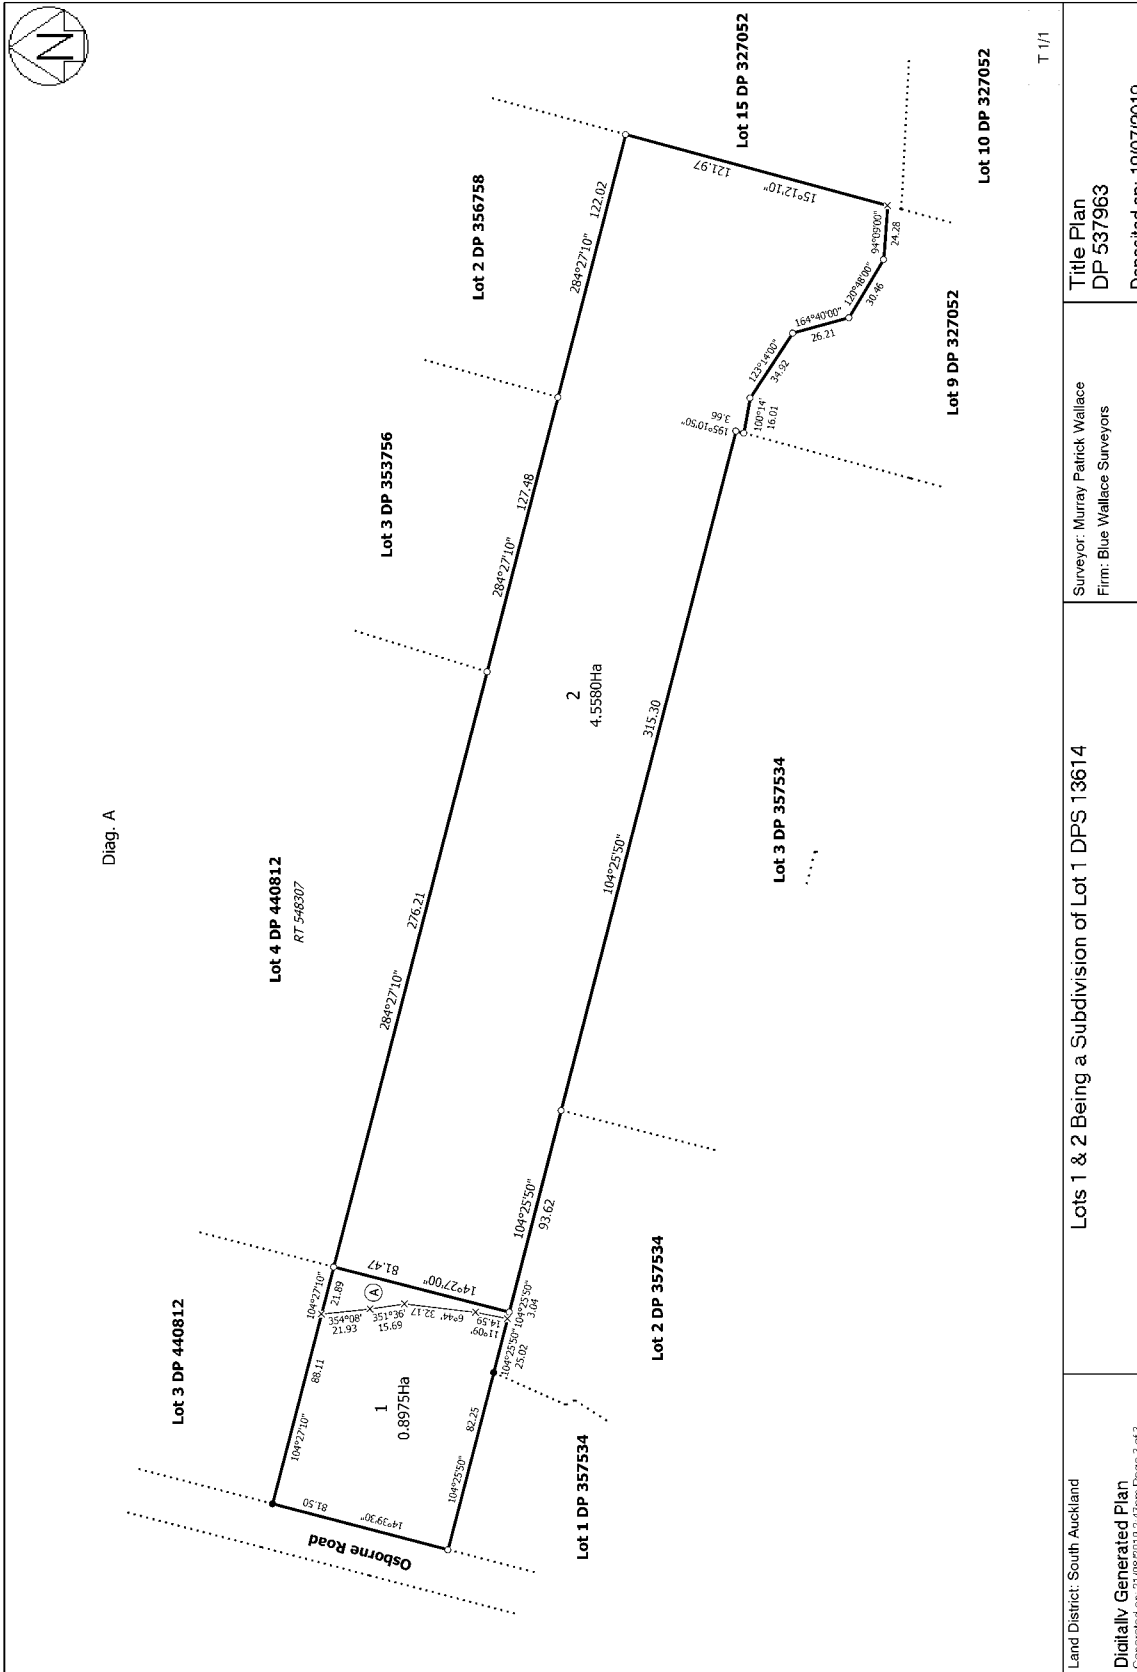 N
Diag. A
T 1/1
Lot 3 DP 440812
Lot 4 DP 440812
RT 548307
Lot 3 DP 353756
Lot 2 DP 356758
Lot 15 DP 327052
Lot 10 DP 327052
Lot 9 DP 327052
Lot 3 DP 357534
Lot 2 DP 357534
Lot 1 DP 357534
Osborne Road
14°39'30"
81.50
104°27'10"
88.11
104°27'10"
21.89
284°27'10"
276.21
284°27'10"
127.48
284°27'10"
122.02
121.97
15°12'10"
94°09'00"
24.28
120°48'00"
30.46
164°40'00"
26.21
123°14'00"
34.92
100°14'
16.01
195°10'50"
3.66
315.30
104°25'50"
104°25'50"
93.62
104°25'50"
3.04
104°25'50"
25.02
104°25'50"
82.25
81.47
14°27'00"
A
354°08'
21.93
351°36'
15.69
6°44'
32.17
11°09'
14.59
1
0.8975Ha
2
4.5580Ha
Land District: South Auckland
Digitally Generated Plan
Lots 1 & 2 Being a Subdivision of Lot 1 DPS 13614
Surveyor: Murray Patrick Wallace
Firm: Blue Wallace Surveyors
Title Plan
DP 537963